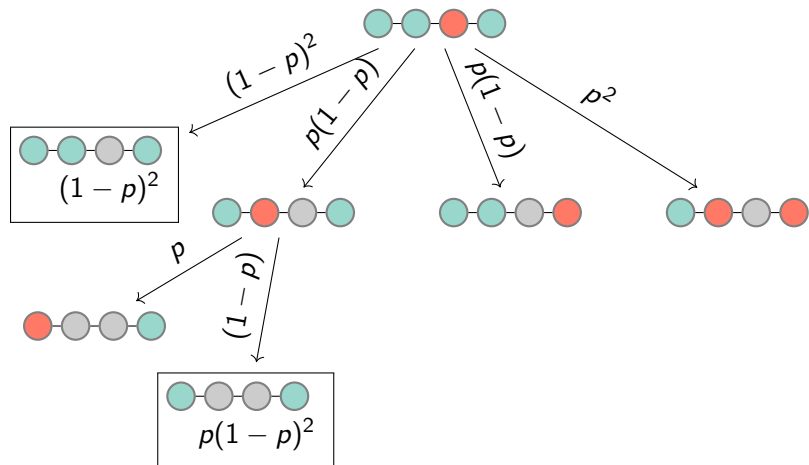 (1 − p)²
p(1 − p)
p(1 − p)
p²
(1 − p)²
p
(1 − p)
p(1 − p)²